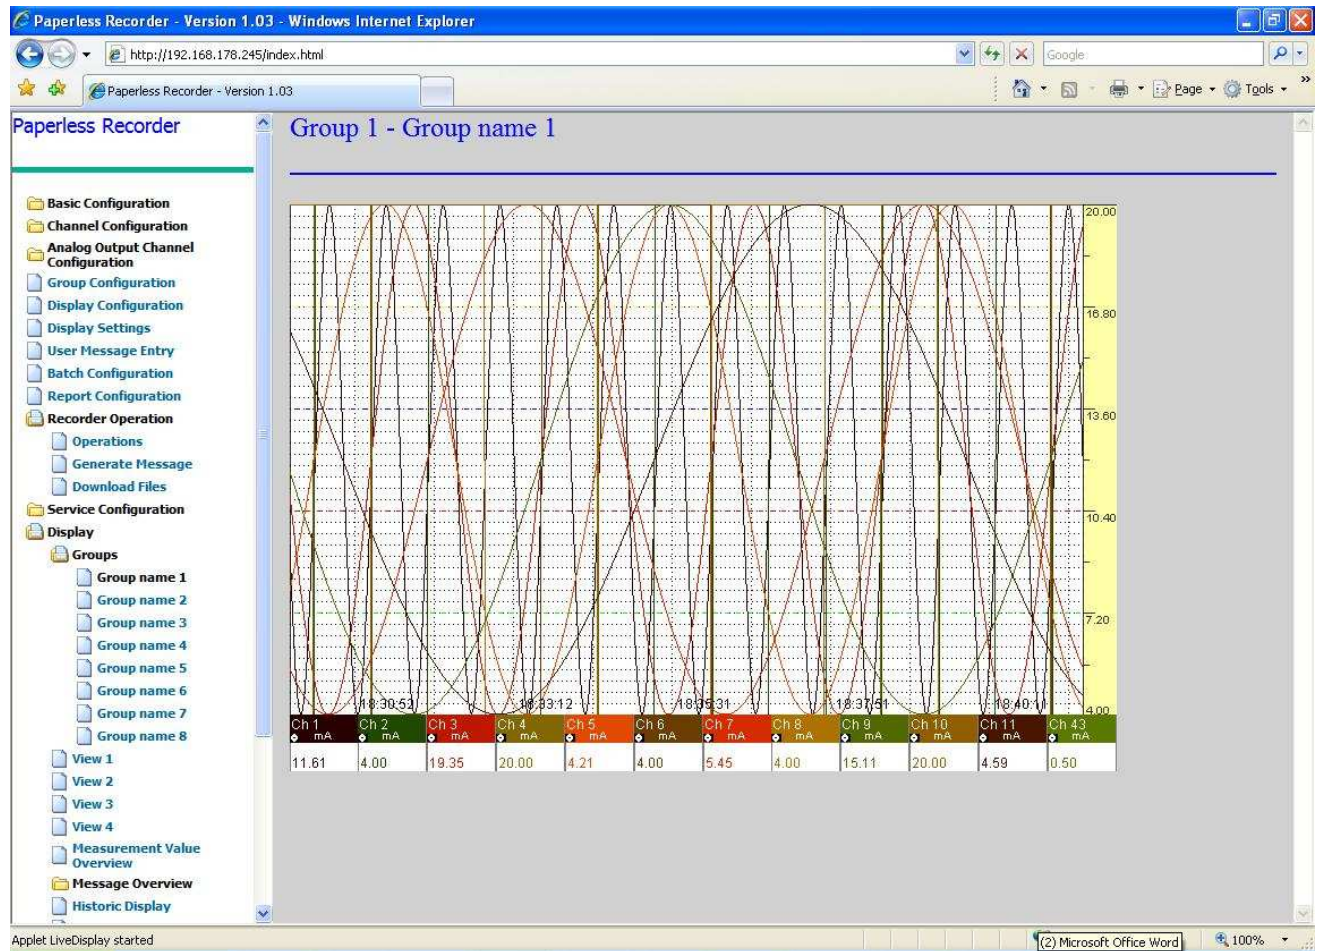 Paperless Recorder - Version 1.03 - Windows Internet Explorer
http://192.168.178.245/index.html
Google
Paperless Recorder - Version 1.03
Page
Tools
Paperless Recorder
Basic Configuration
Channel Configuration
Analog Output Channel
Configuration
Group Configuration
Display Configuration
Display Settings
User Message Entry
Batch Configuration
Report Configuration
Recorder Operation
Operations
Generate Message
Download Files
Service Configuration
Display
Groups
Group name 1
Group name 2
Group name 3
Group name 4
Group name 5
Group name 6
Group name 7
Group name 8
View 1
View 2
View 3
View 4
Measurement Value
Overview
Message Overview
Historic Display
Group 1 - Group name 1
20.00
16.80
13.60
10.40
7.20
4.00
18:30:52 18:33:12 18:35:31 18:37:51
Ch 1 Ch 2 Ch 3 Ch 4 Ch 5 Ch 6 Ch 7 Ch 8 Ch 9 Ch 10 Ch 11 Ch 43
mA mA mA mA mA mA mA mA mA mA mA mA
11.61 4.00 19.35 20.00 4.21 4.00 5.45 4.00 15.11 20.00 4.59 0.50
Applet LiveDisplay started
(2) Microsoft Office Word
100%